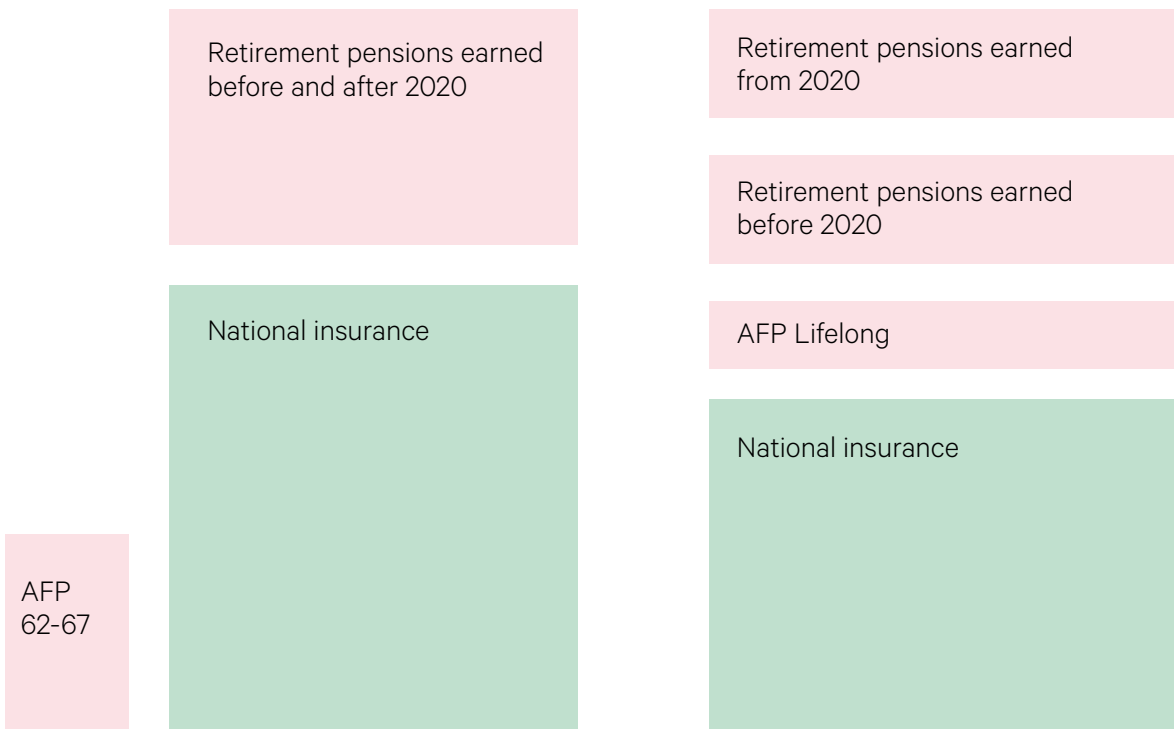 Retirement pensions earned
before and after 2020
National insurance
AFP
62-67
Retirement pensions earned
from 2020
Retirement pensions earned
before 2020
AFP Lifelong
National insurance